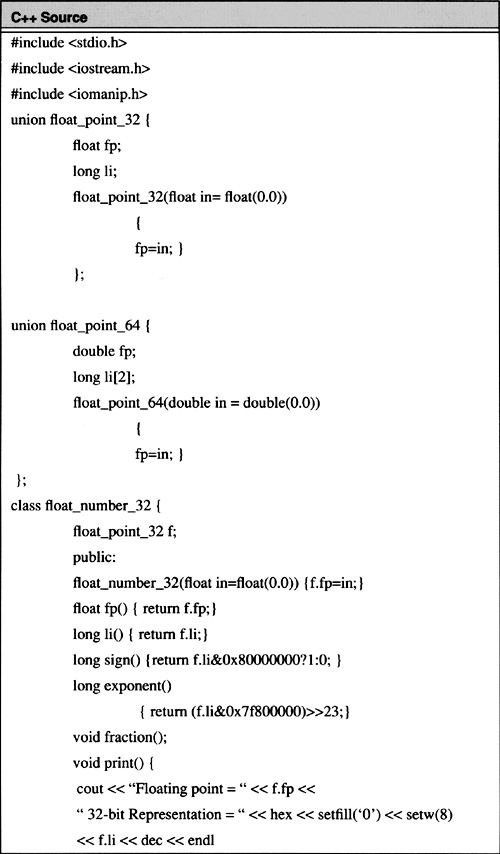 C++ Source
#include <stdio.h>
#include <iostream.h>
#include <iomanip.h>
union float_point_32 {
float fp;
long li;
float_point_32(float in= float(0.0))
{
fp=in; }
};
union float_point_64 {
double fp;
long li[2];
float_point_64(double in = double(0.0))
{
fp=in; }
};
class float_number_32 {
float_point_32 f;
public:
float_number_32(float in=float(0.0)) {f.fp=in;}
float fp() { return f.fp;}
long li() { return f.li;}
long sign() {return f.li&0x80000000?1:0; }
long exponent()
{ return (f.li&0x7f800000)>>23;}
void fraction();
void print() {
cout << “Floating point = “ << f.fp <<
“ 32-bit Representation = “ << hex << setfill(‘0’) << setw(8)
<< f.li << dec << endl